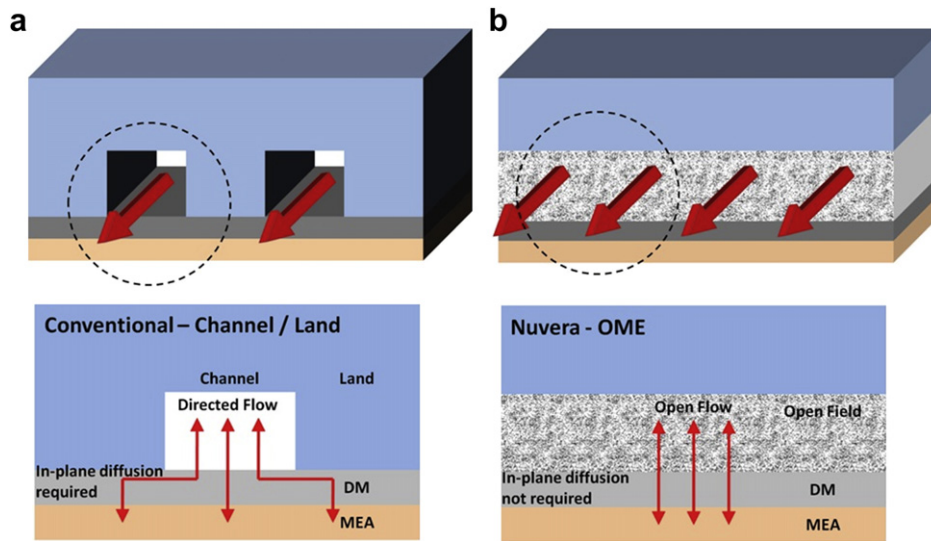 a
b
Conventional – Channel / Land
Channel
Land
Directed Flow
In-plane diffusion
required
DM
MEA
Nuvera - OME
Open Flow
Open Field
In-plane diffusion
not required
DM
MEA